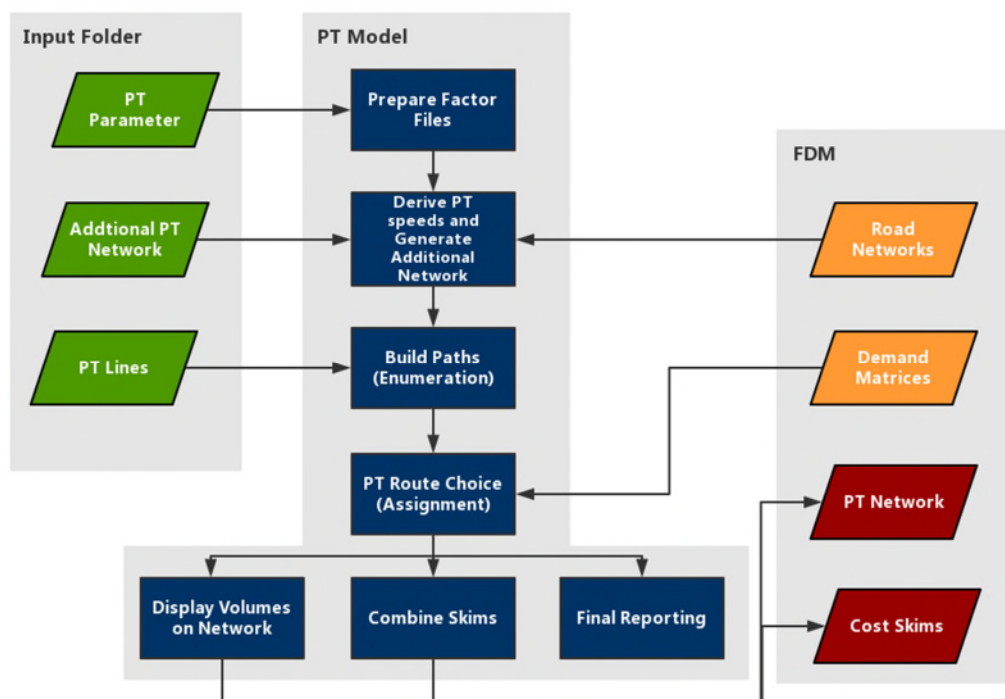 Input Folder
PT
Parameter
Addtional PT
Network
PT Lines
PT Model
Prepare Factor
Files
Derive PT
speeds and
Generate
Additional
Network
Build Paths
(Enumeration)
PT Route Choice
(Assignment)
Display Volumes
on Network
Combine Skims
Final Reporting
FDM
Road
Networks
Demand
Matrices
PT Network
Cost Skims